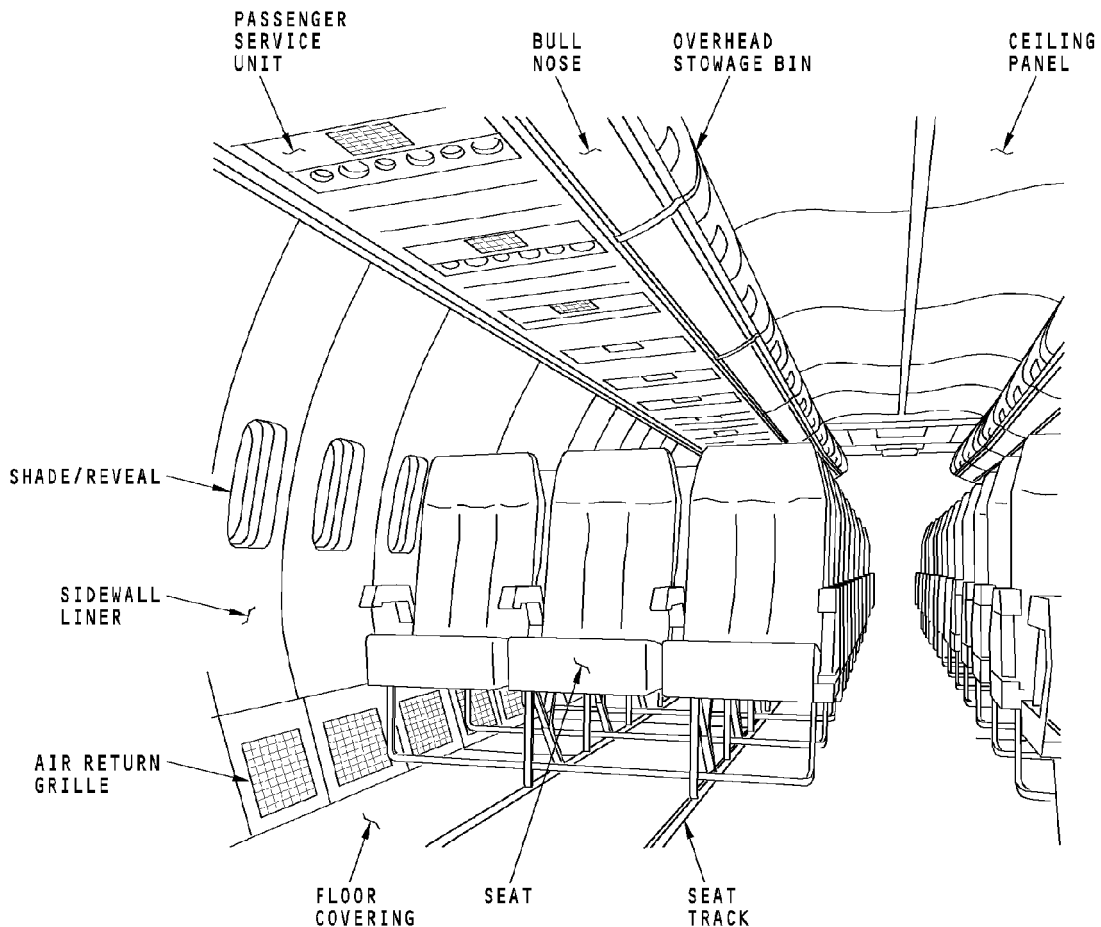 PASSENGER
SERVICE
UNIT
BULL
NOSE
OVERHEAD
STOWAGE BIN
CEILING
PANEL
SHADE/REVEAL
SIDEWALL
LINER
AIR RETURN
GRILLE
FLOOR
COVERING
SEAT
SEAT
TRACK